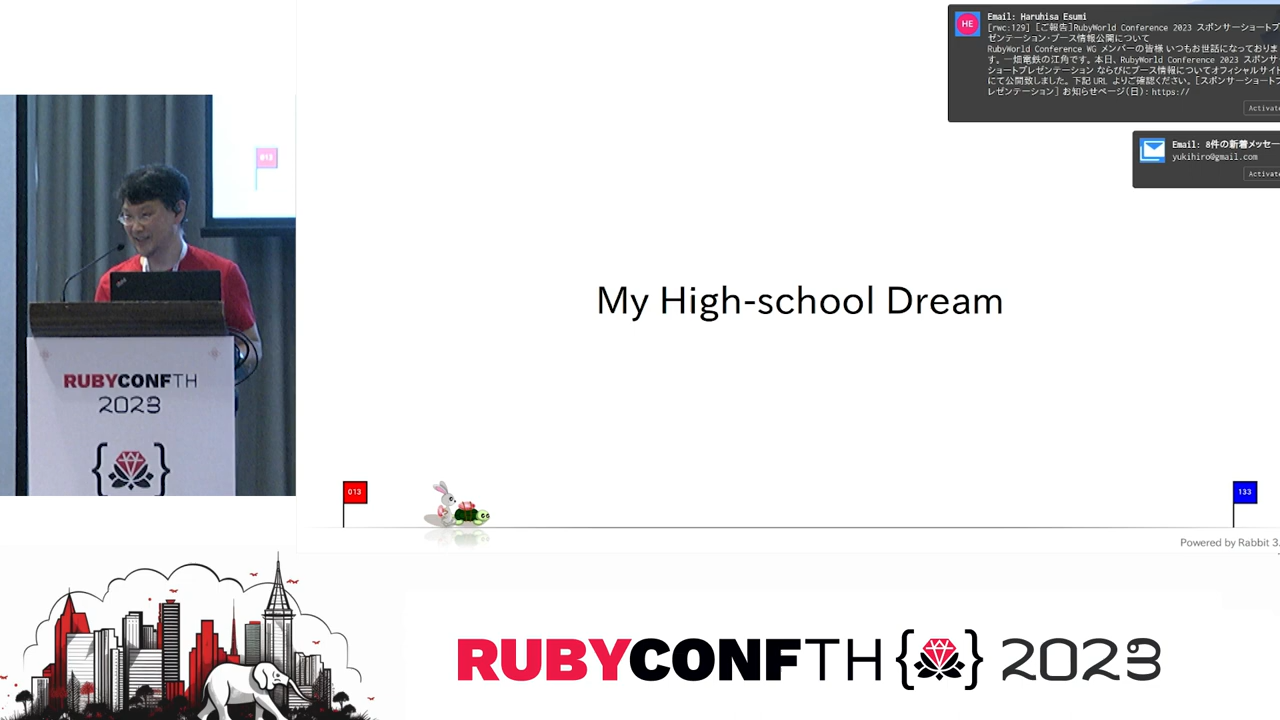 HE
Email: Haruhisa Esumi
[rwc:129] [ご報告]RubyWorld Conference 2023 スポンサーショートプ
ゼンテーション・ブース情報公開について
RubyWorld Conference WG メンバーの皆様 いつもお世話になっておりま
す。一畑電鉄の江角です。本日、RubyWorld Conference 2023 スポンサ
ショートプレゼンテーション ならびにブース情報についてオフィシャルサイト
にて公開致しました。下記 URL よりご確認ください。[スポンサーショートプ
レゼンテーション] お知らせページ(日): https://
Activate
Email: 8件の新着メッセー
yukihiro@gmail.com
Activate
013
My High-school Dream
RUBYCONFTH
2023
013
133
Powered by Rabbit 3.
RUBYCONFTH 2023